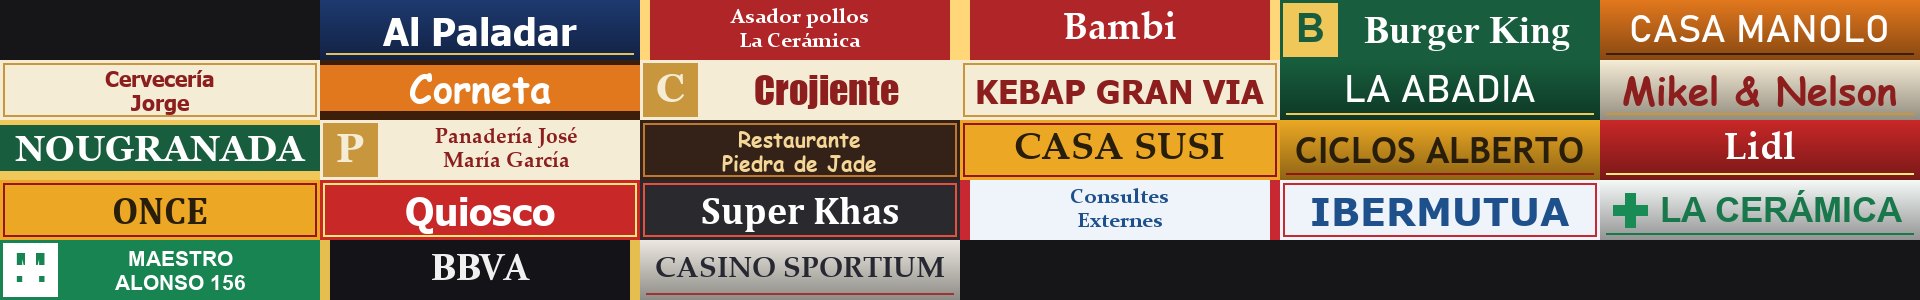 Al Paladar
Asador pollos
La Cerámica
Bambi
B
Burger King
CASA MANOLO
Cervecería
Jorge
Corneta
C
Crojiente
KEBAP GRAN VIA
LA ABADIA
Mikel & Nelson
NOUGRANADA
P
Panadería José
María García
Restaurante
Piedra de Jade
CASA SUSI
CICLOS ALBERTO
Lidl
ONCE
Quiosco
Super Khas
Consultes
Externes
IBERMUTUA
LA CERÁMICA
MAESTRO
ALONSO 156
BBVA
CASINO SPORTIUM